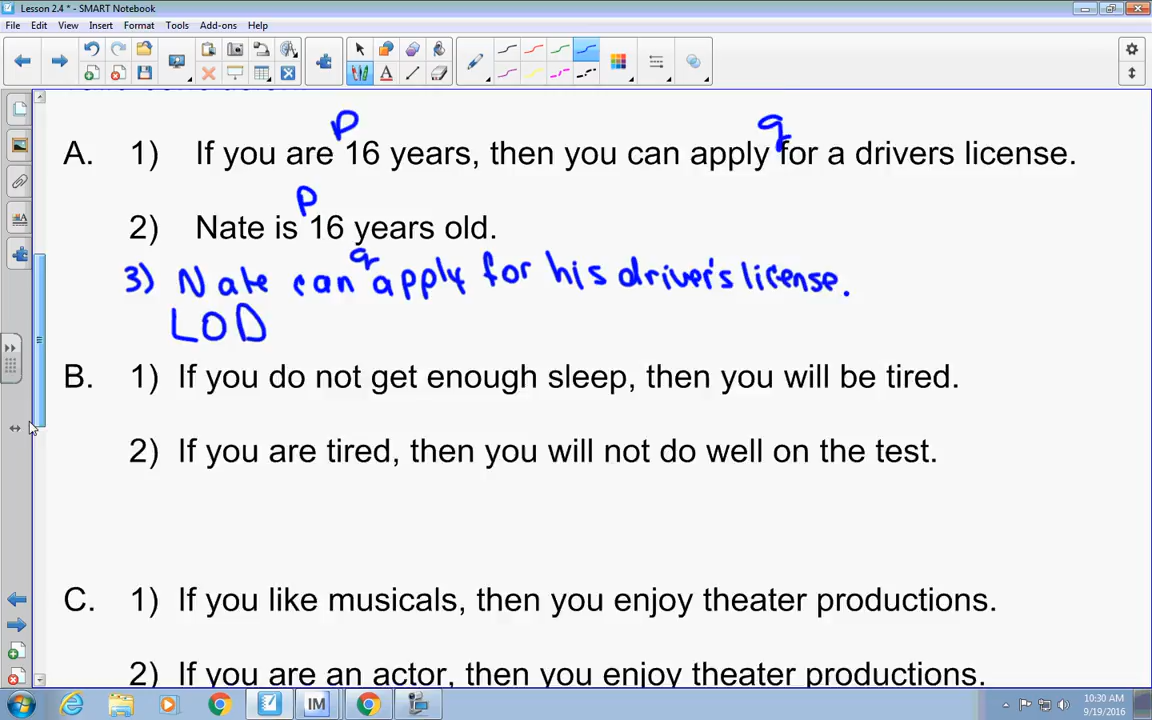 Lesson 2.4 * - SMART Notebook
File Edit View Insert Format Tools Add-ons Help
p q
A. 1) If you are 16 years, then you can apply for a drivers license.
p
2) Nate is 16 years old.
q
3) Nate can apply for his driver's license.
LOD
B. 1) If you do not get enough sleep, then you will be tired.
2) If you are tired, then you will not do well on the test.
C. 1) If you like musicals, then you enjoy theater productions.
2) If you are an actor, then you enjoy theater productions.
IM
10:30 AM
9/19/2016